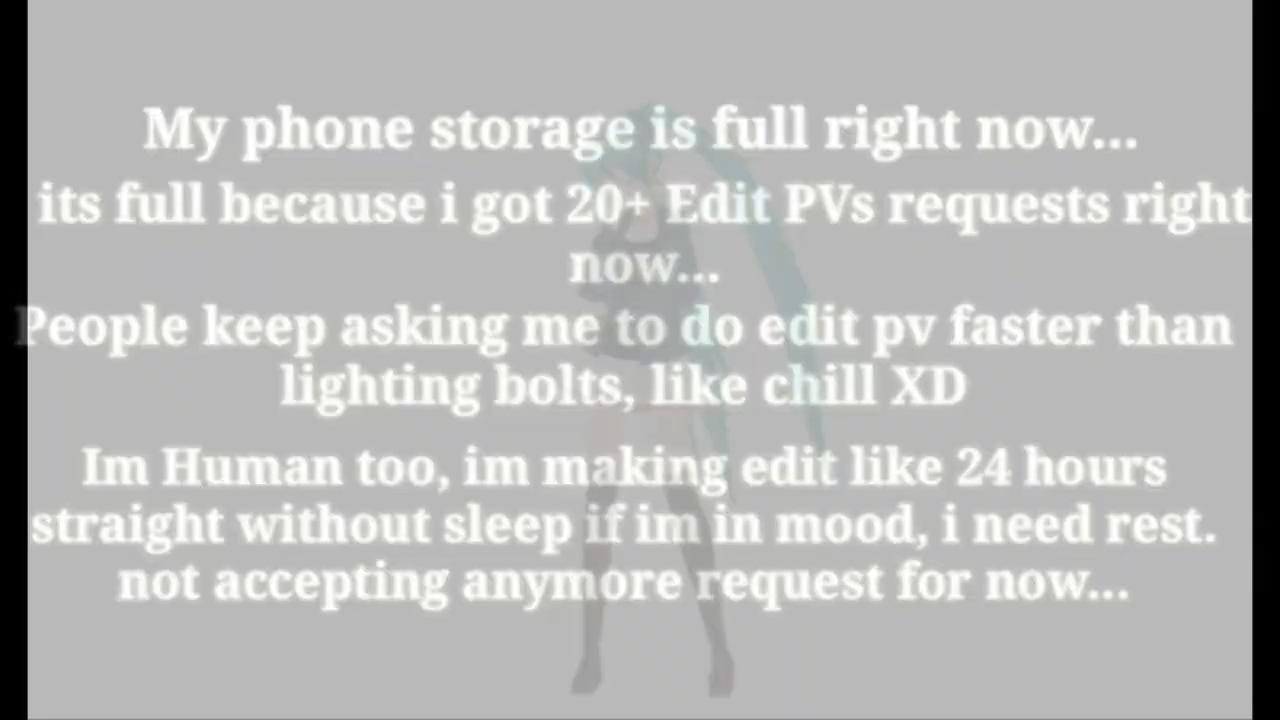 My phone storage is full right now...
its full because i got 20+ Edit PVs requests right
now...
People keep asking me to do edit pv faster than
lighting bolts, like chill XD
Im Human too, im making edit like 24 hours
straight without sleep if im in mood, i need rest.
not accepting anymore request for now...